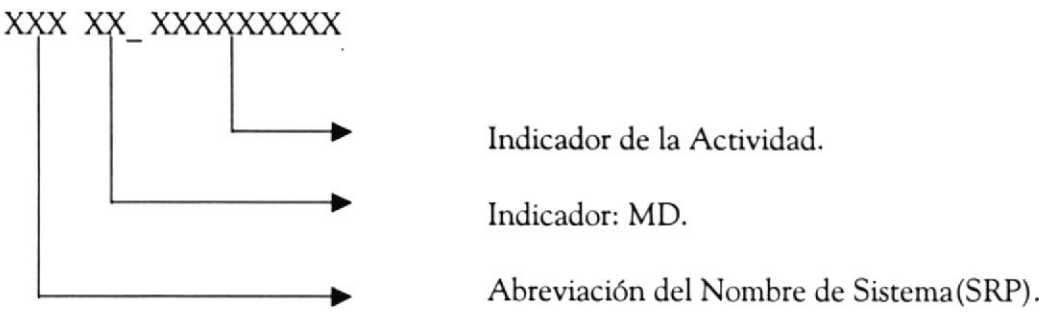 XXX XX_ XXXXXXXXX
Indicador de la Actividad.
Indicador: MD.
Abreviación del Nombre de Sistema(SRP).